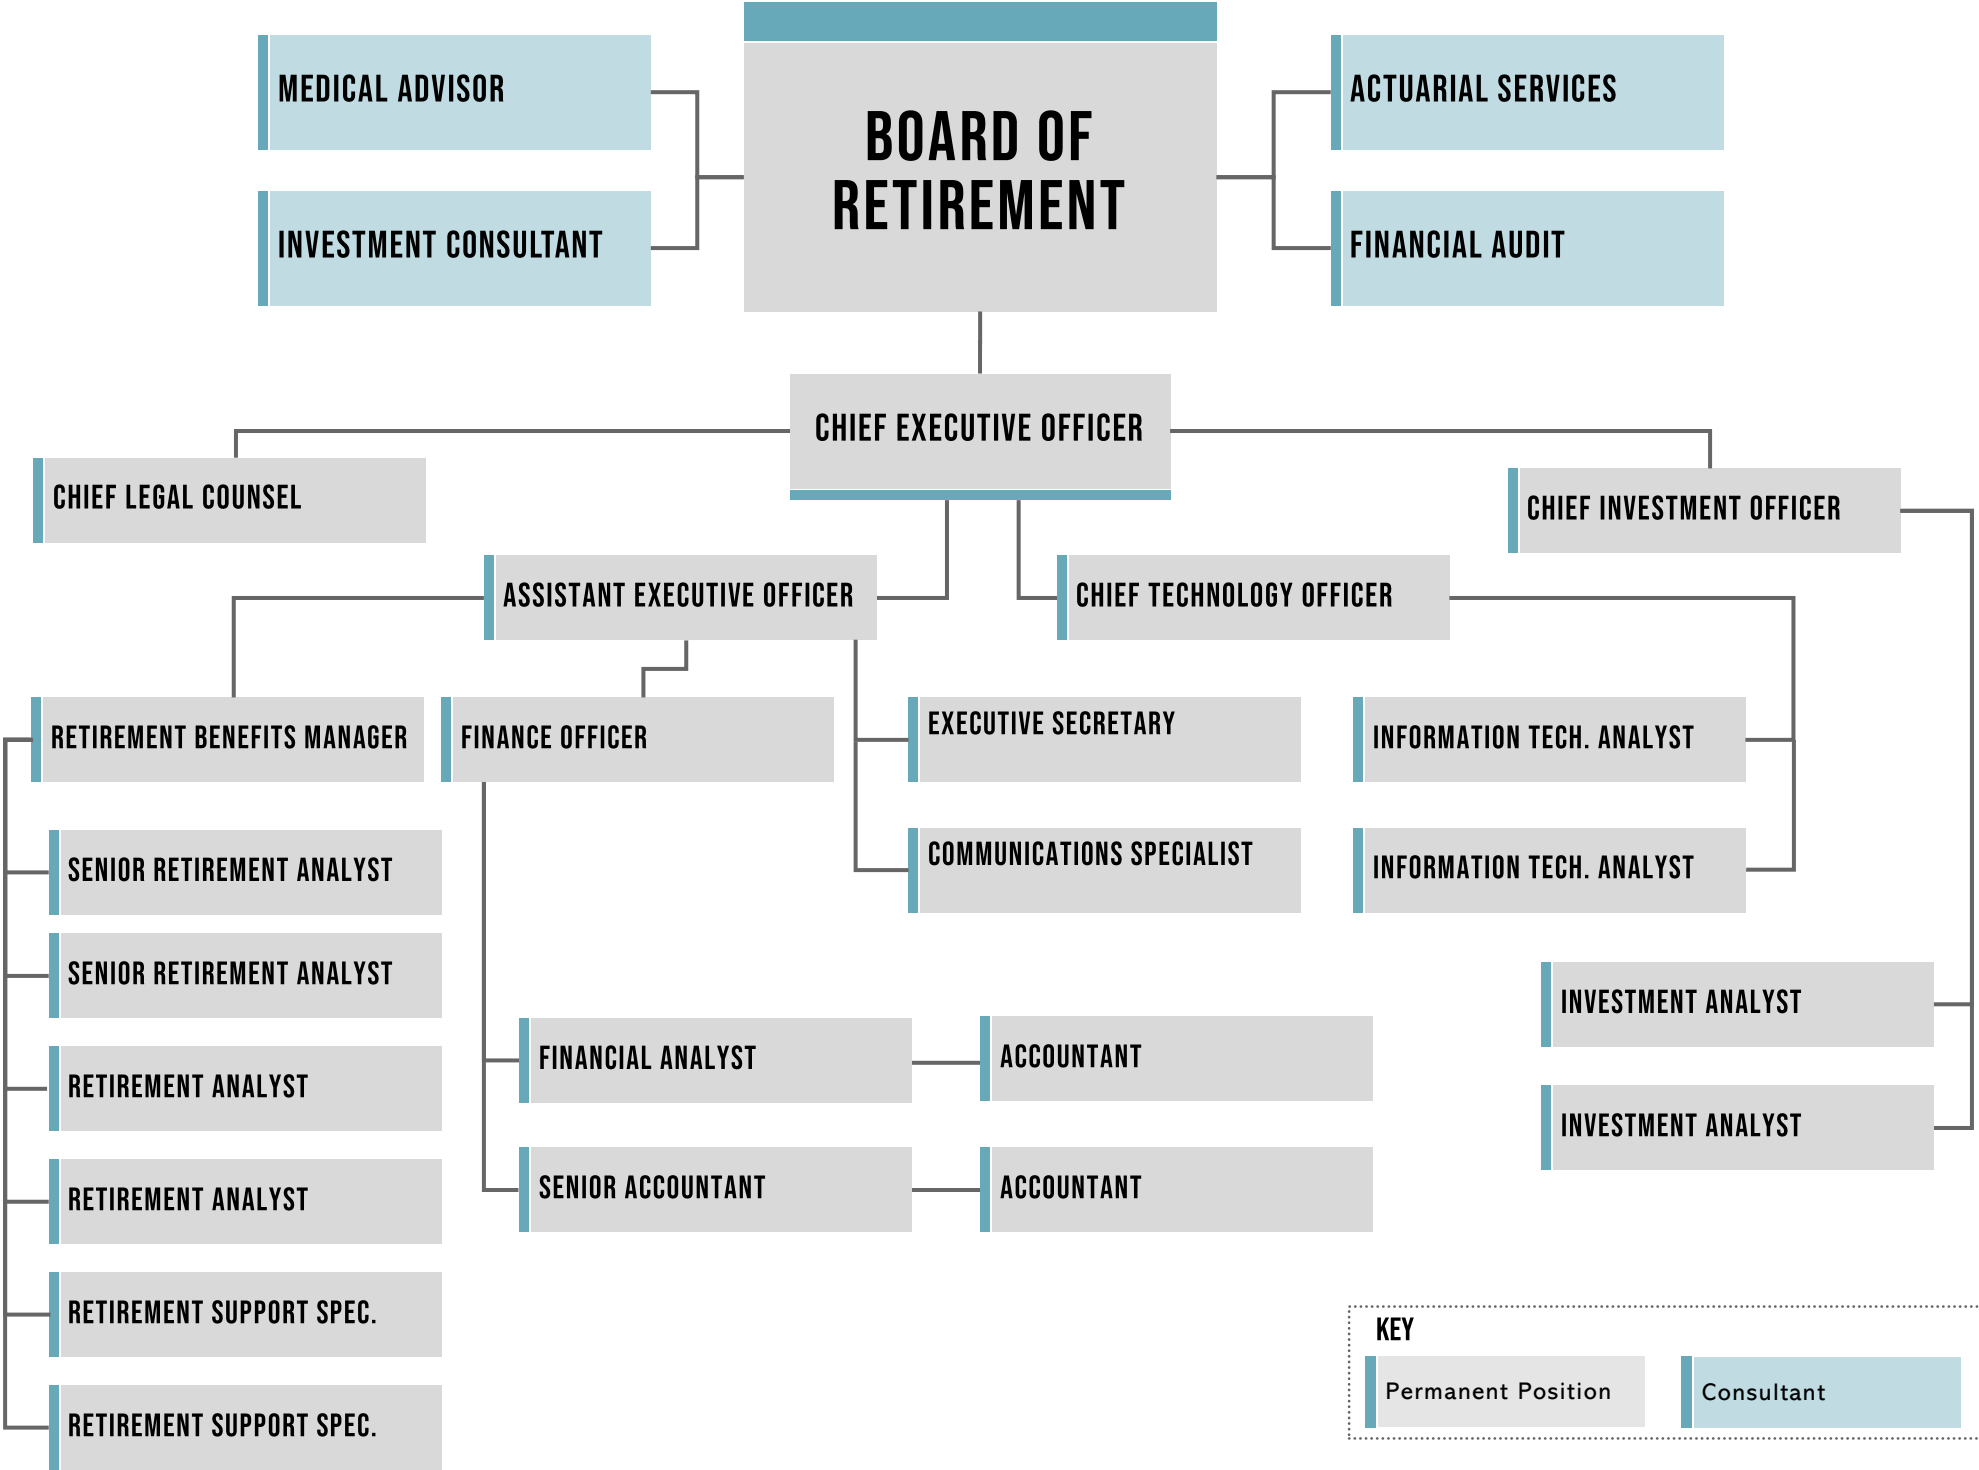 MEDICAL ADVISOR
INVESTMENT CONSULTANT
BOARD OF
RETIREMENT
ACTUARIAL SERVICES
FINANCIAL AUDIT
CHIEF EXECUTIVE OFFICER
CHIEF LEGAL COUNSEL
CHIEF INVESTMENT OFFICER
ASSISTANT EXECUTIVE OFFICER
CHIEF TECHNOLOGY OFFICER
RETIREMENT BENEFITS MANAGER
FINANCE OFFICER
EXECUTIVE SECRETARY
INFORMATION TECH. ANALYST
COMMUNICATIONS SPECIALIST
INFORMATION TECH. ANALYST
SENIOR RETIREMENT ANALYST
SENIOR RETIREMENT ANALYST
RETIREMENT ANALYST
RETIREMENT ANALYST
RETIREMENT SUPPORT SPEC.
RETIREMENT SUPPORT SPEC.
FINANCIAL ANALYST
ACCOUNTANT
SENIOR ACCOUNTANT
ACCOUNTANT
INVESTMENT ANALYST
INVESTMENT ANALYST
KEY
Permanent Position
Consultant